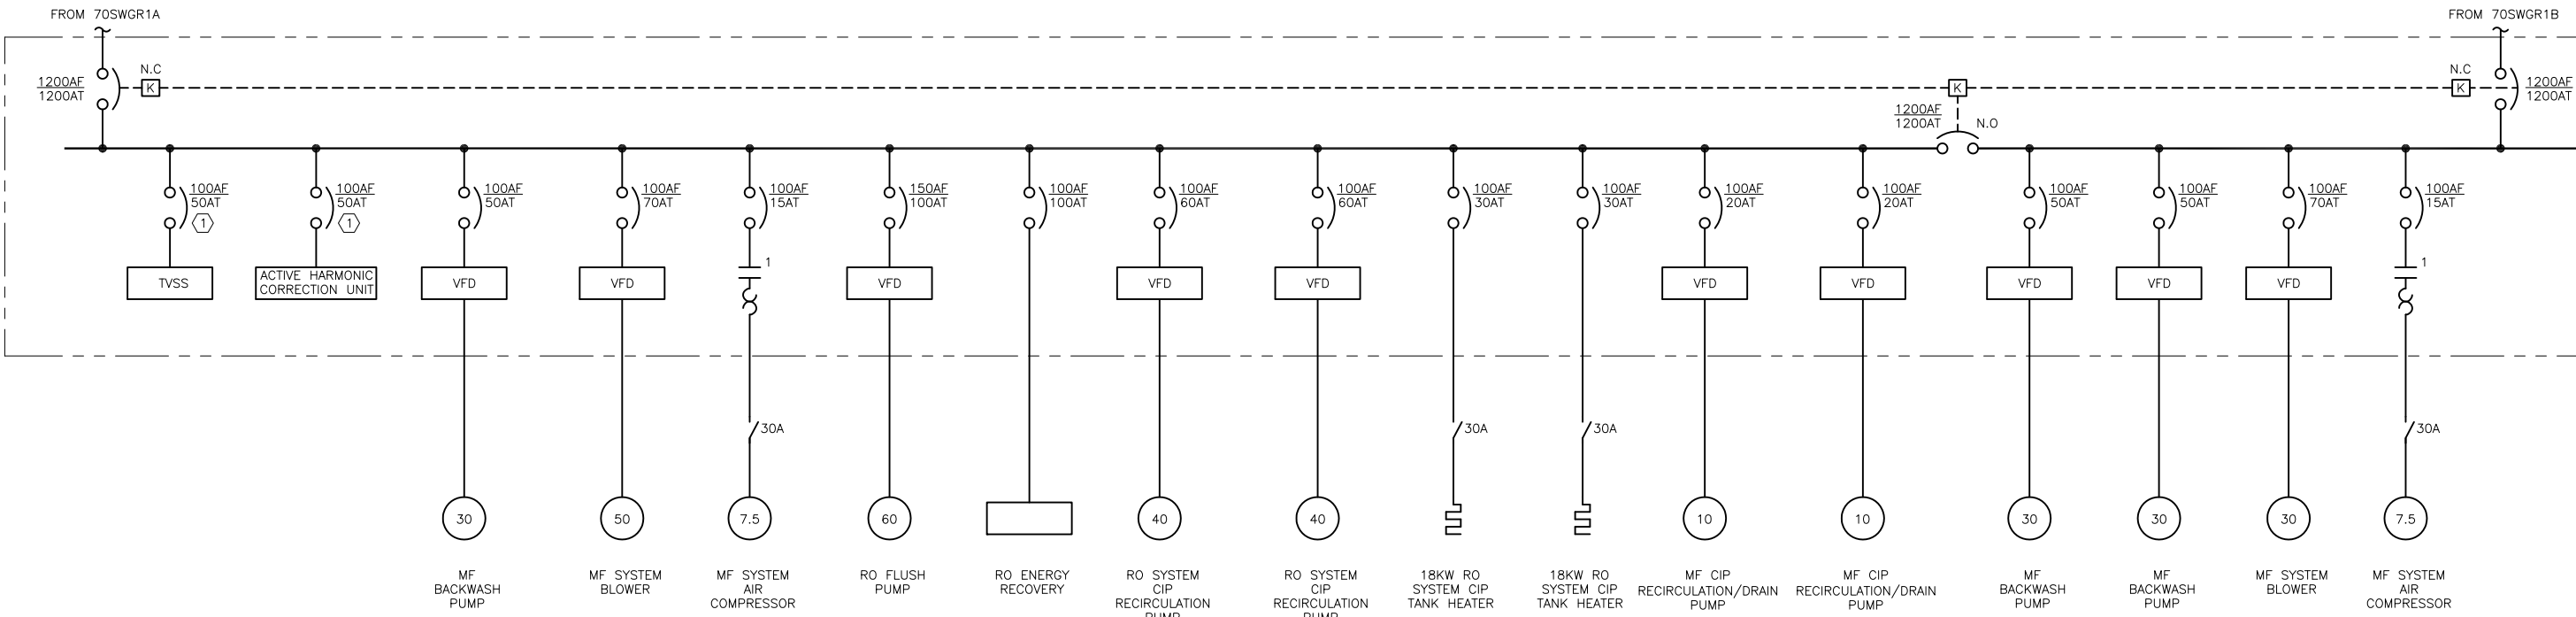 FROM 70SWGR1A
FROM 70SWGR1B
N.C
N.C
1200AF
1200AT
K
K
K
1200AF
1200AT
1200AF
1200AT
N.O
100AF
50AT
1
100AF
50AT
1
100AF
50AT
100AF
70AT
100AF
15AT
150AF
100AT
100AF
100AT
100AF
60AT
100AF
60AT
100AF
30AT
100AF
30AT
100AF
20AT
100AF
20AT
100AF
50AT
100AF
50AT
100AF
70AT
100AF
15AT
TVSS
ACTIVE HARMONIC
CORRECTION UNIT
VFD
VFD
1
VFD
VFD
VFD
VFD
VFD
VFD
VFD
VFD
1
30A
30A
30A
30A
30
50
7.5
60
40
40
10
10
30
30
30
7.5
MF
BACKWASH
PUMP
MF SYSTEM
BLOWER
MF SYSTEM
AIR
COMPRESSOR
RO FLUSH
PUMP
RO ENERGY
RECOVERY
RO SYSTEM
CIP
RECIRCULATION
PUMP
RO SYSTEM
CIP
RECIRCULATION
PUMP
18KW RO
SYSTEM CIP
TANK HEATER
18KW RO
SYSTEM CIP
TANK HEATER
MF CIP
RECIRCULATION/DRAIN
PUMP
MF CIP
RECIRCULATION/DRAIN
PUMP
MF
BACKWASH
PUMP
MF
BACKWASH
PUMP
MF SYSTEM
BLOWER
MF SYSTEM
AIR
COMPRESSOR